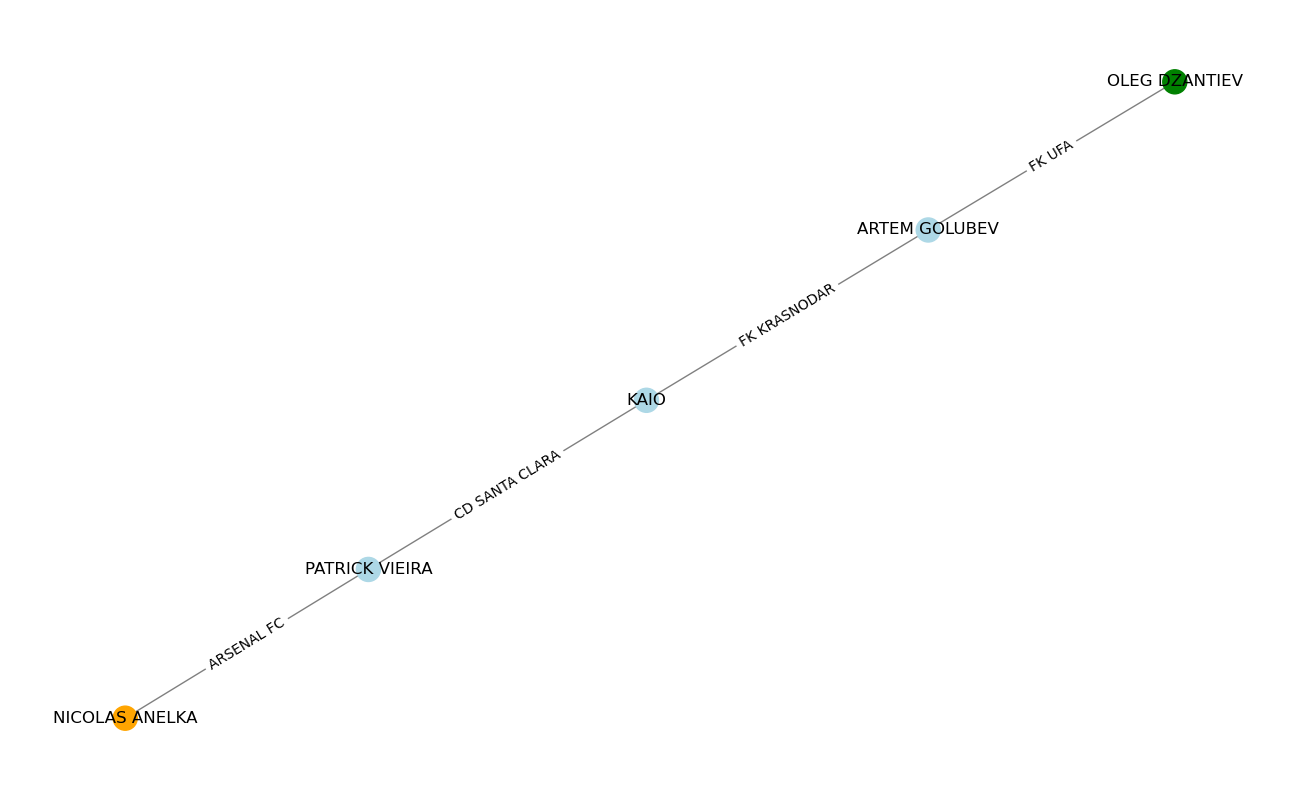 OLEG DZANTIEV
FK UFA
ARTEM GOLUBEV
FK KRASNODAR
KAIO
CD SANTA CLARA
PATRICK VIEIRA
ARSENAL FC
NICOLAS ANELKA